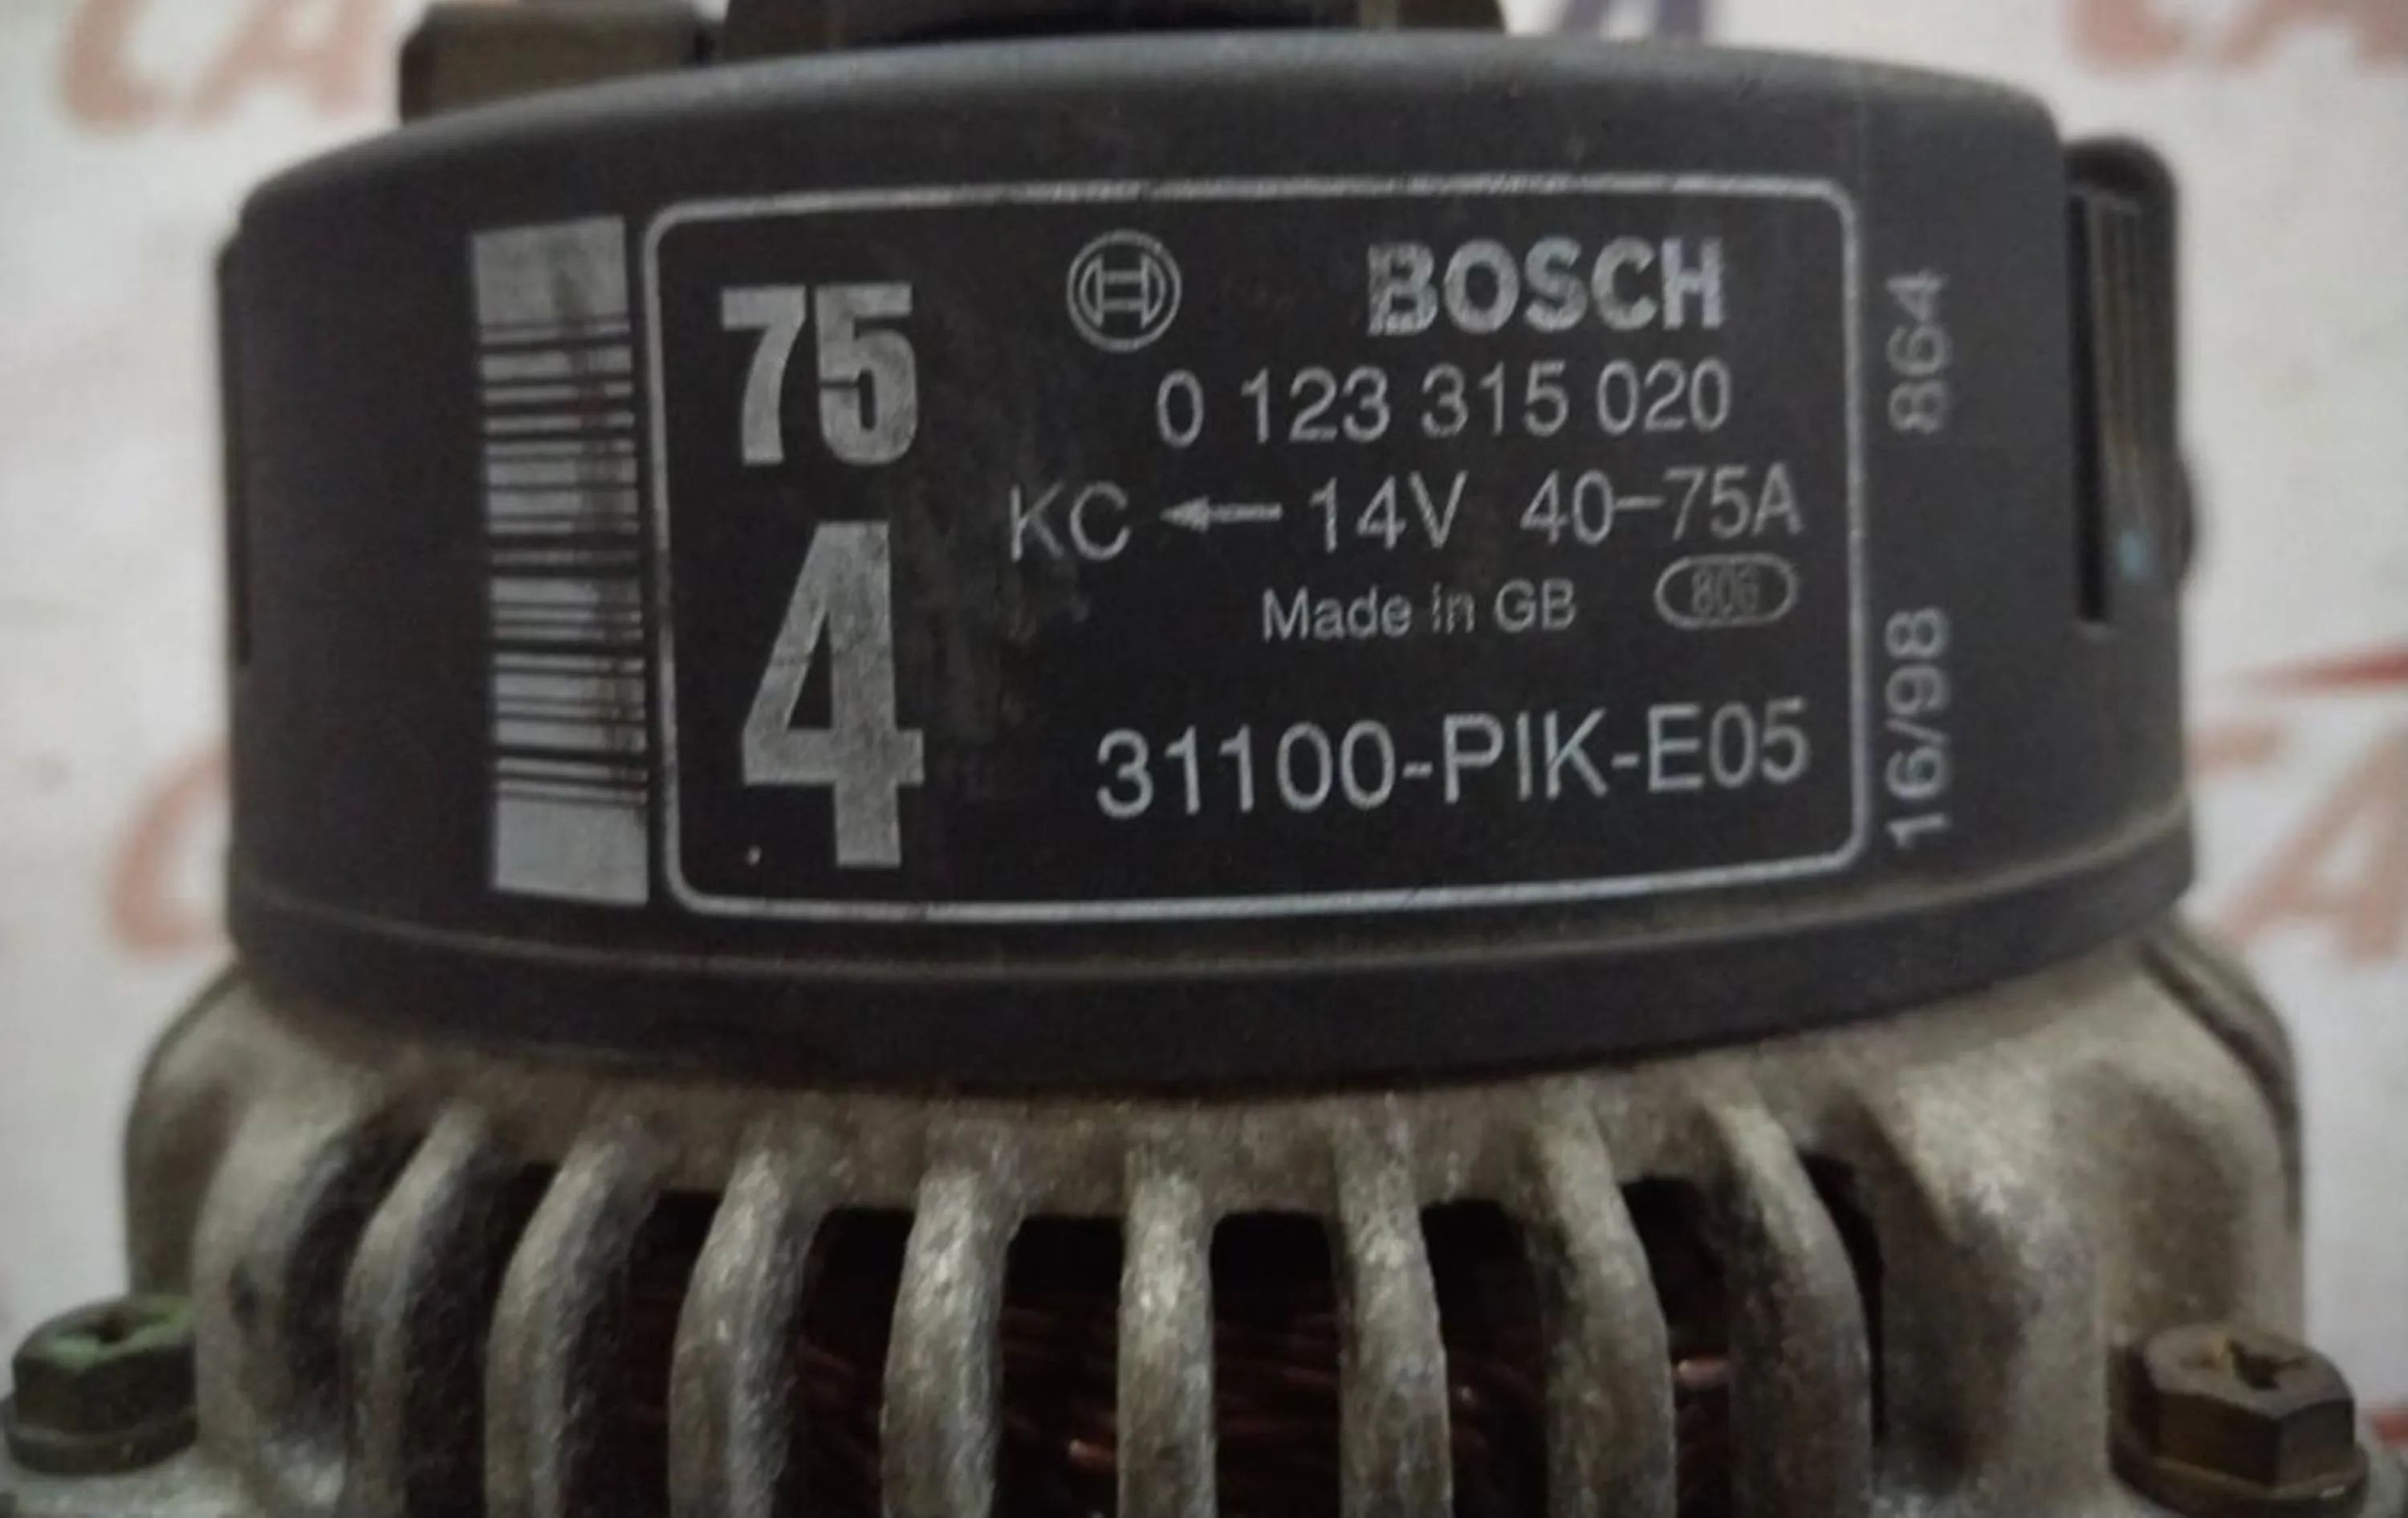 75
4
BOSCH
0 123 315 020
KC ← 14V 40-75A
Made in GB 806
31100-PIK-E05
864
16/98